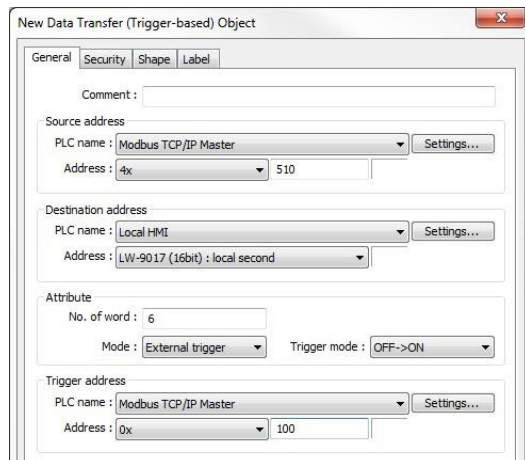 New Data Transfer (Trigger-based) Object
General Security Shape Label
Comment :
Source address
PLC name : Modbus TCP/IP Master Settings...
Address : 4x 510
Destination address
PLC name : Local HMI Settings...
Address : LW-9017 (16bit) : local second
Attribute
No. of word : 6
Mode : External trigger Trigger mode : OFF->ON
Trigger address
PLC name : Modbus TCP/IP Master Settings...
Address : 0x 100